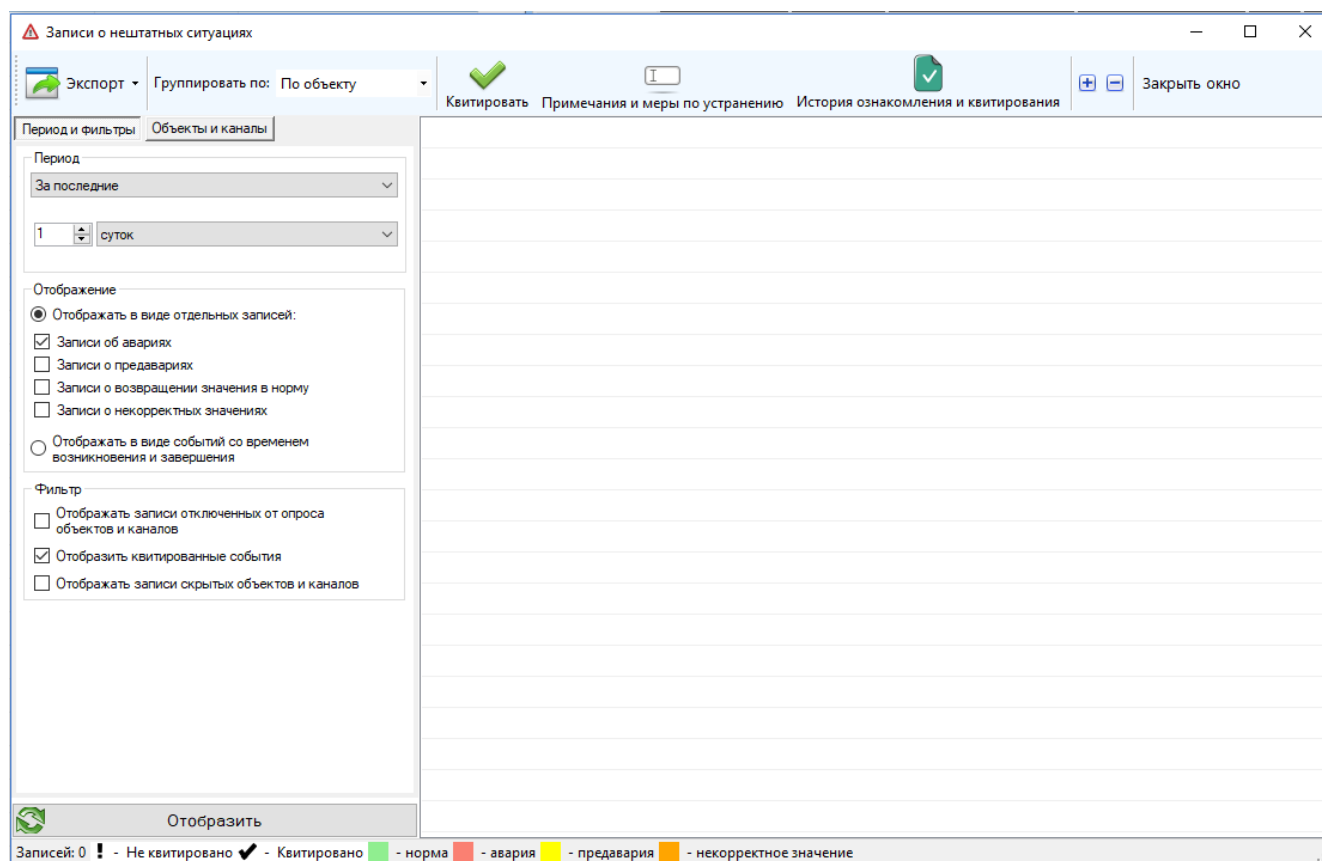 Записи о нештатных ситуациях
Экспорт
Группировать по: По объекту
Квитировать
Примечания и меры по устранению
История ознакомления и квитирования
Закрыть окно
Период и фильтры
Объекты и каналы
Период
За последние
1 суток
Отображение
Отображать в виде отдельных записей:
Записи об авариях
Записи о предавариях
Записи о возвращении значения в норму
Записи о некорректных значениях
Отображать в виде событий со временем
возникновения и завершения
Фильтр
Отображать записи отключенных от опроса
объектов и каналов
Отобразить квитированные события
Отображать записи скрытых объектов и каналов
Отобразить
Записей: 0 ! - Не квитировано ✔ - Квитировано - норма - авария - предавария - некорректное значение